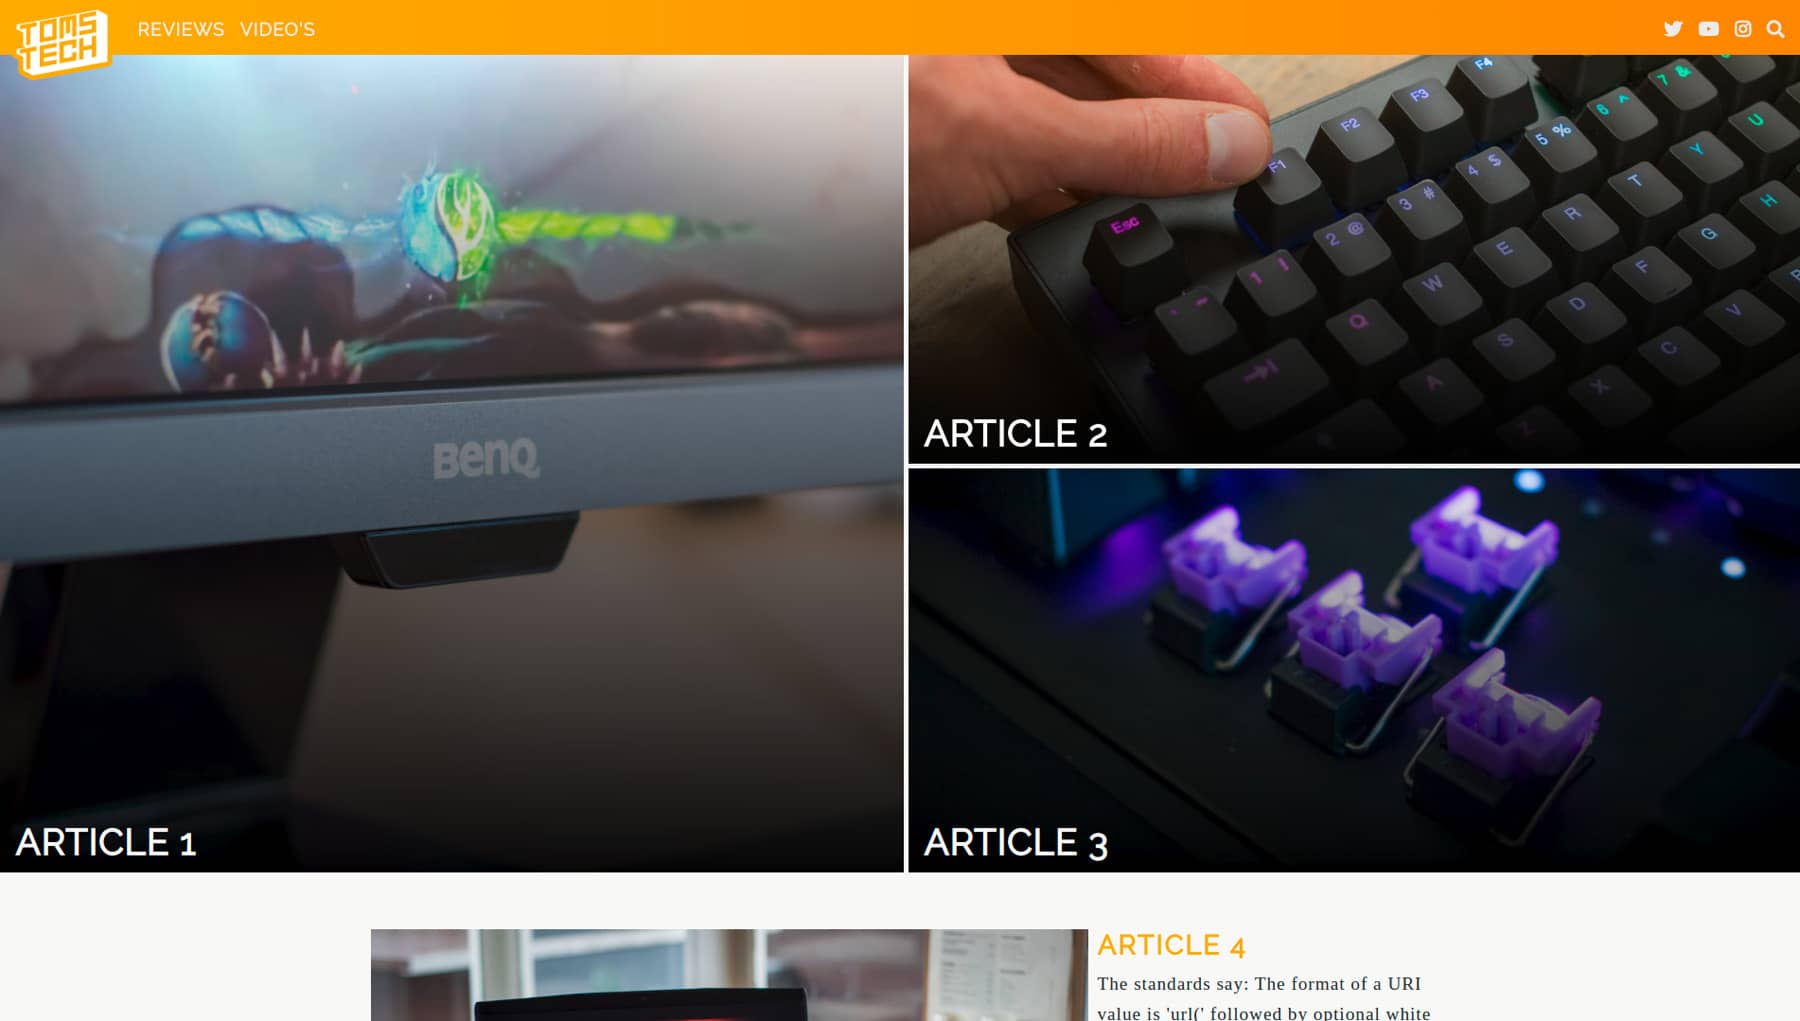 TOMS
TECH
REVIEWS VIDEO'S
BenQ
F1 F2 F3 F4
Esc
1 ! 2 @ 3 # 4 $ 5 % 6 ^ 7 &
Q W E R T Y U
A S D F G H
Z X C V B
ARTICLE 1
ARTICLE 2
ARTICLE 3
ARTICLE 4
The standards say: The format of a URI
value is 'url(' followed by optional white